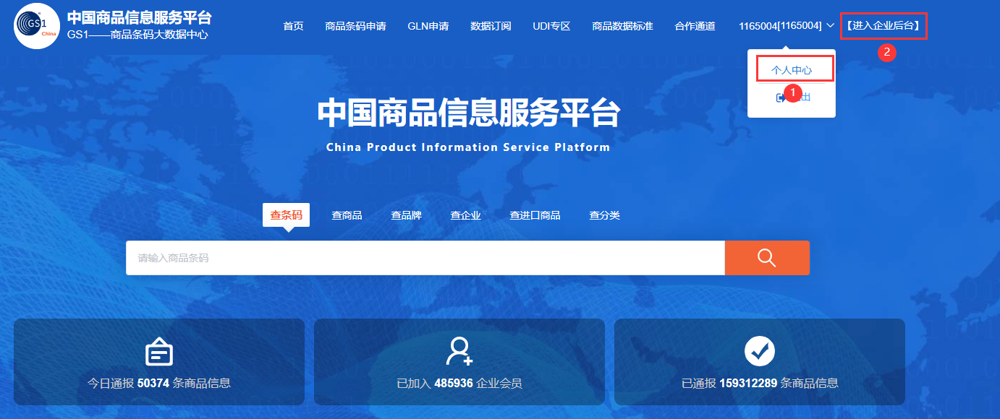 GS1
China
中国商品信息服务平台
GS1——商品条码大数据中心
首页 商品条码申请 GLN申请 数据订阅 UDI专区 商品数据标准 合作通道 1165004[1165004] 【进入企业后台】
2
个人中心
1
出
中国商品信息服务平台
China Product Information Service Platform
查条码 查商品 查品牌 查企业 查进口商品 查分类
请输入商品条码
今日通报 50374 条商品信息
已加入 485936 企业会员
已通报 159312289 条商品信息